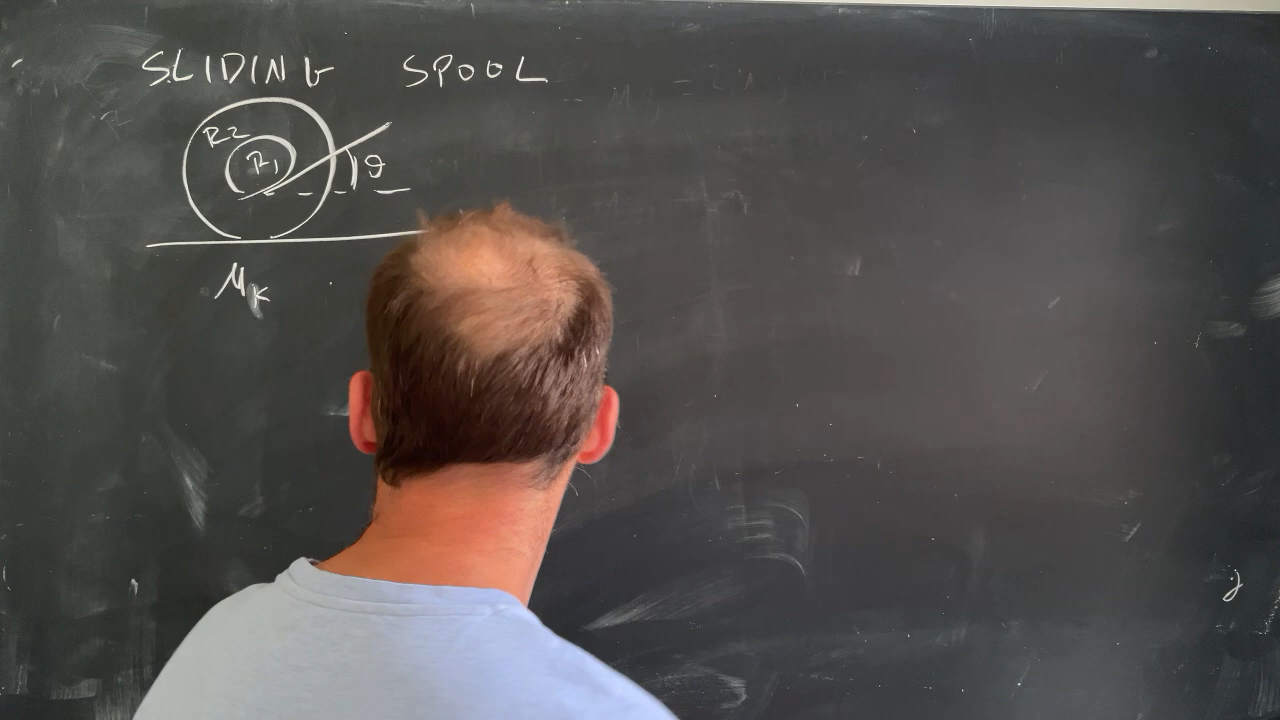 SLIDING SPOOL
R2
R1
θ
μK